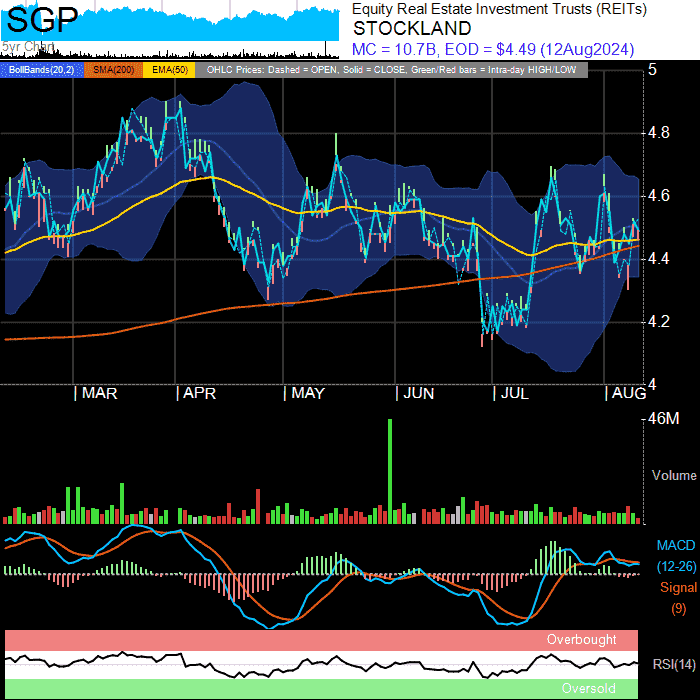 SGP
5yr Chart
Equity Real Estate Investment Trusts (REITs)
STOCKLAND
MC = 10.7B, EOD = $4.49 (12Aug2024)
BollBands(20,2) SMA(200) EMA(50) OHLC Prices: Dashed = OPEN, Solid = CLOSE, Green/Red bars = Intra-day HIGH/LOW
5
4.8
4.6
4.4
4.2
4
MAR APR MAY JUN JUL AUG
46M
Volume
MACD
(12-26)
Signal
(9)
Overbought
RSI(14)
Oversold